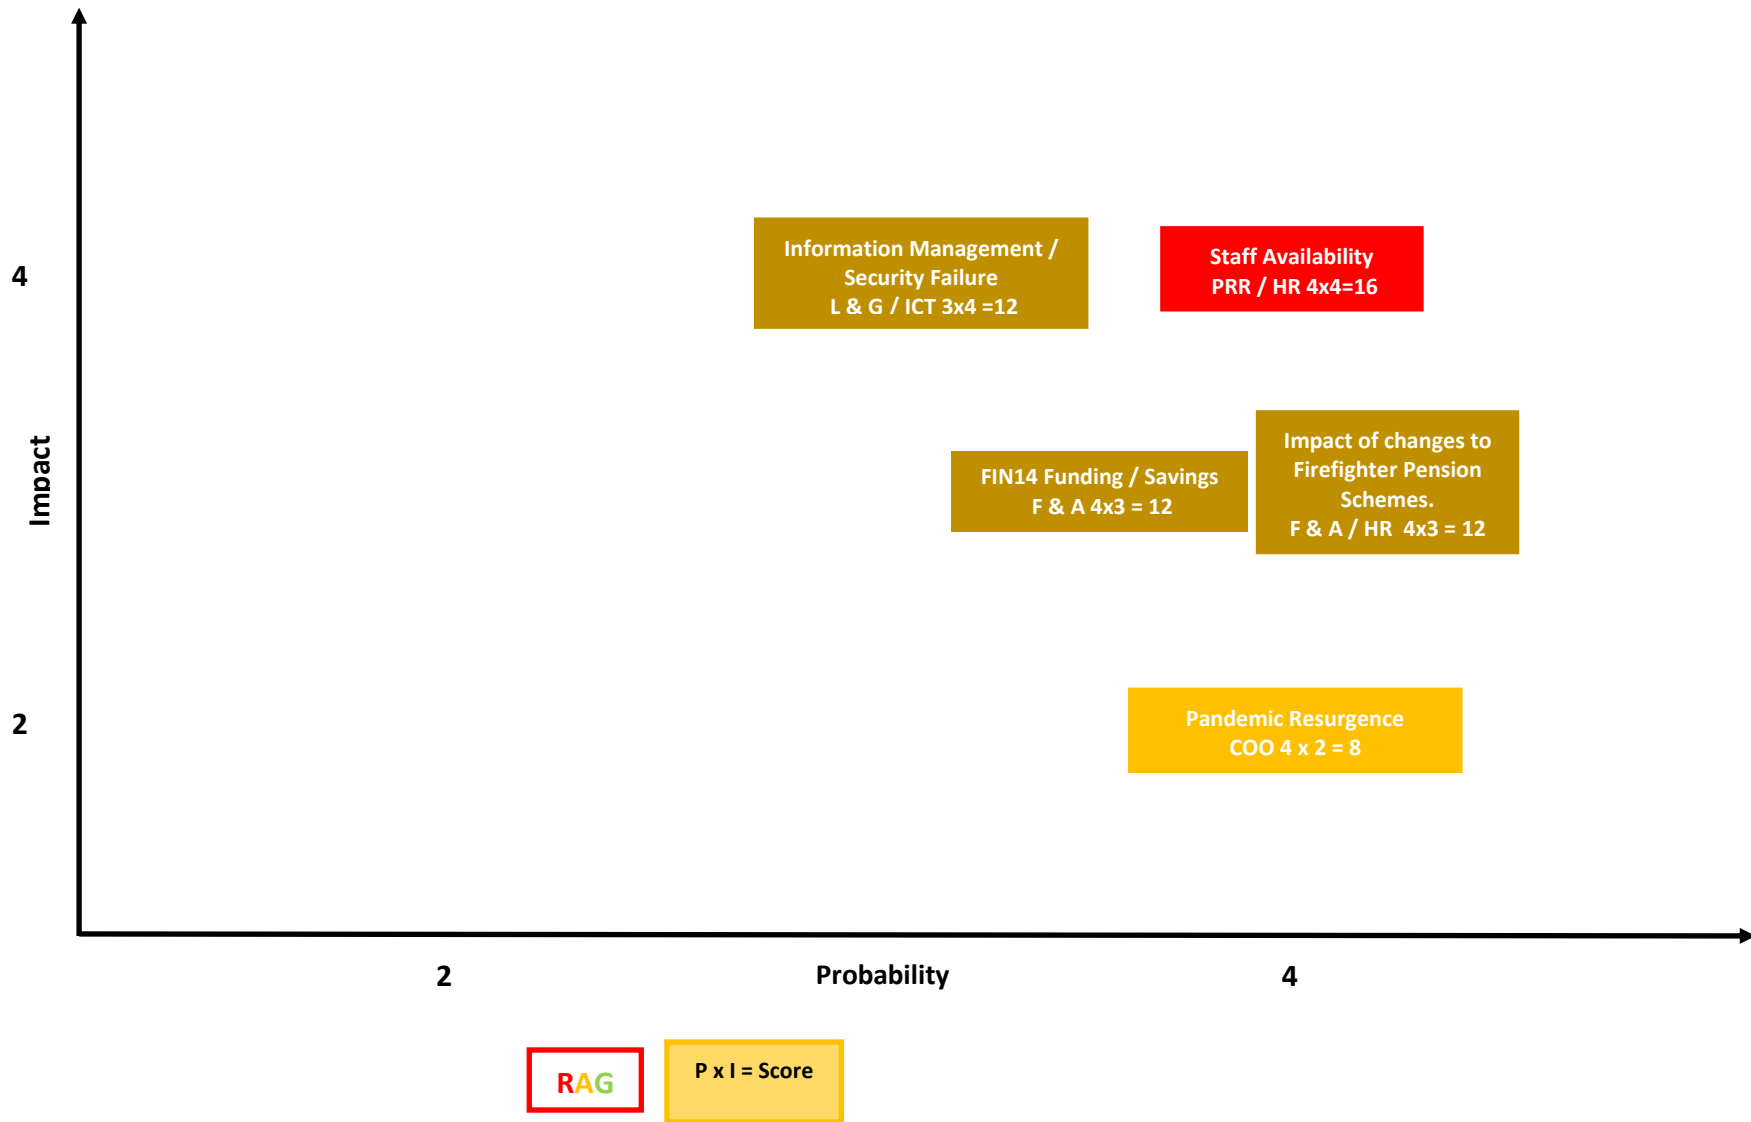 Impact
4
2
Information Management /
Security Failure
L & G / ICT 3x4 =12
Staff Availability
PRR / HR 4x4=16
FIN14 Funding / Savings
F & A 4x3 = 12
Impact of changes to
Firefighter Pension
Schemes.
F & A / HR  4x3 = 12
Pandemic Resurgence
COO 4 x 2 = 8
2
Probability
4
RAG
P x I = Score